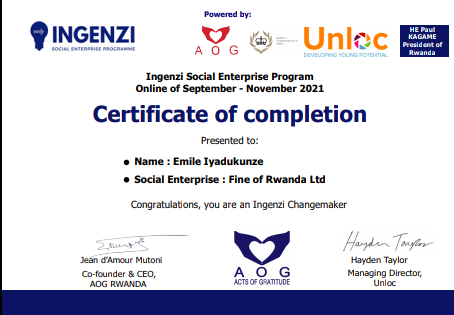 Powered by:
INGENZI
SOCIAL ENTERPRISE PROGRAMME
AOG
Unloc
DEVELOPING YOUNG POTENTIAL
HE Paul
KAGAME
President of
Rwanda
Ingenzi Social Enterprise Program
Online of September - November 2021
Certificate of completion
Presented to:
Name : Emile Iyadukunze
Social Enterprise : Fine of Rwanda Ltd
Congratulations, you are an Ingenzi Changemaker
Hayden Taylor
Jean d'Amour Mutoni
Co-founder & CEO,
AOG RWANDA
AOG
ACTS OF GRATITUDE
Hayden Taylor
Managing Director,
Unloc